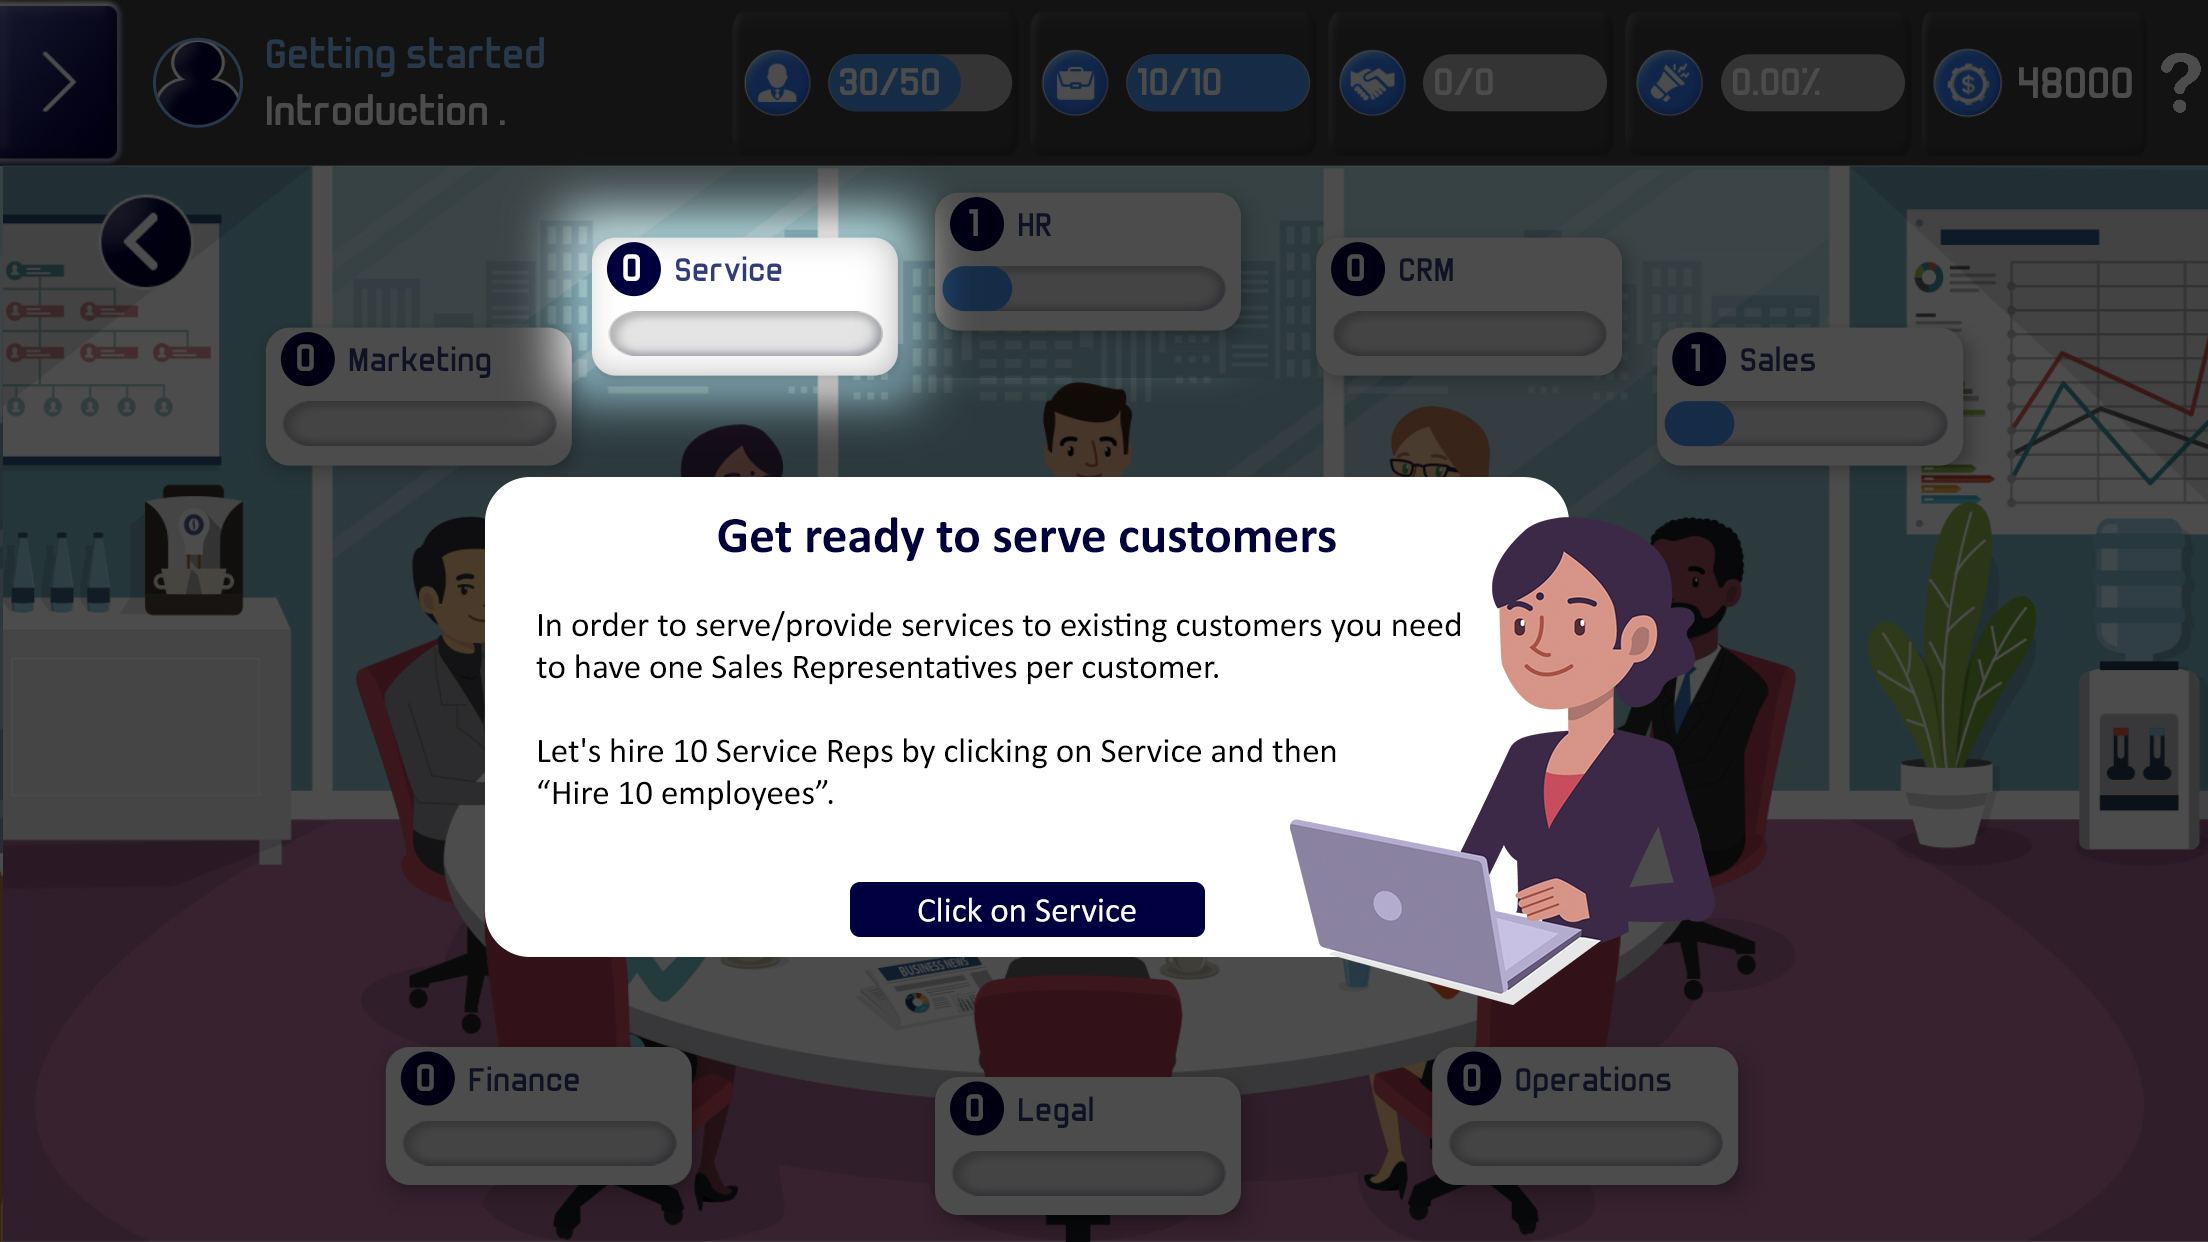 Getting started
Introduction .
30/50
10/10
0/0
0.00%
48000
?
0 Service
1 HR
0 CRM
0 Marketing
1 Sales
Get ready to serve customers
In order to serve/provide services to existing customers you need
to have one Sales Representatives per customer.
Let's hire 10 Service Reps by clicking on Service and then
“Hire 10 employees”.
Click on Service
BUSINESS NEWS
0 Finance
0 Legal
0 Operations